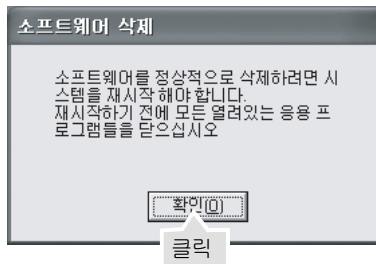 소프트웨어 삭제
소프트웨어를 정상적으로 삭제하려면 시
스템을 재시작 해야 합니다.
재시작하기 전에 모든 열려있는 응용 프
로그램들을 닫으십시오
확인(O)
클릭